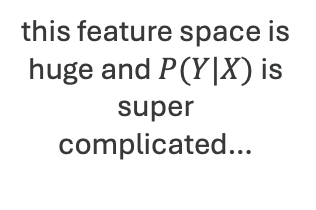 this feature space is
huge and P(Y|X) is
super
complicated...